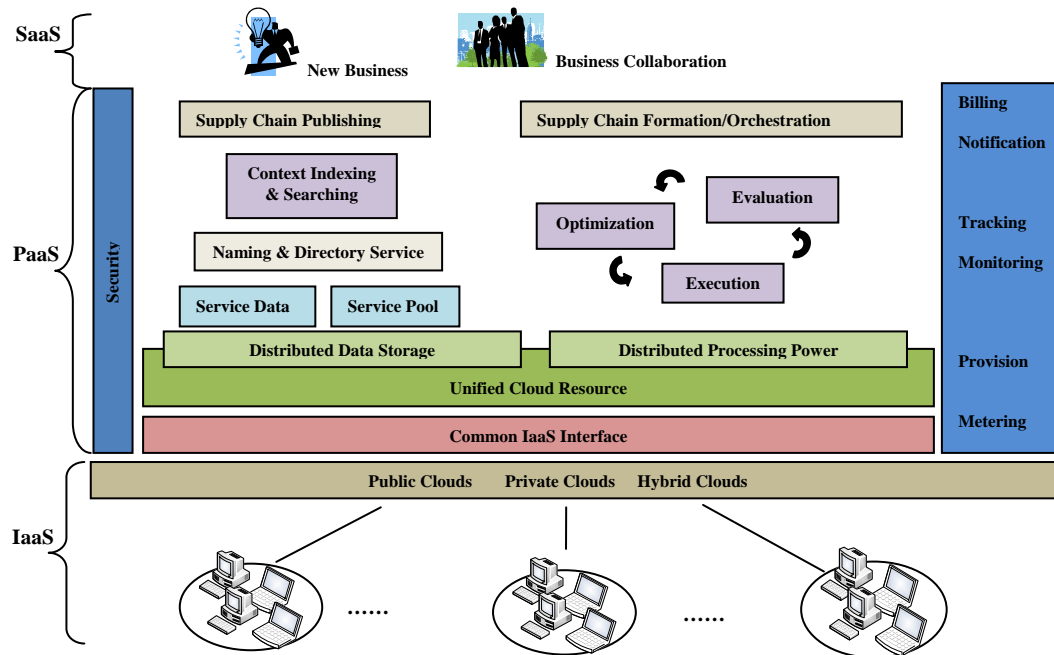 SaaS
New Business
Business Collaboration
PaaS
Security
Supply Chain Publishing
Supply Chain Formation/Orchestration
Context Indexing
& Searching
Evaluation
Optimization
Naming & Directory Service
Execution
Service Data
Service Pool
Distributed Data Storage
Distributed Processing Power
Unified Cloud Resource
Common IaaS Interface
Billing
Notification
Tracking
Monitoring
Provision
Metering
IaaS
Public Clouds Private Clouds Hybrid Clouds
......
......